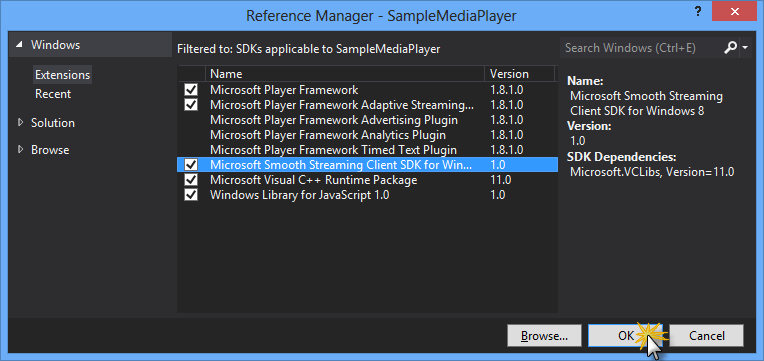 Reference Manager - SampleMediaPlayer
?
Windows
Extensions
Recent
Solution
Browse
Filtered to: SDKs applicable to SampleMediaPlayer
Name Version
Microsoft Player Framework 1.8.1.0
Microsoft Player Framework Adaptive Streaming... 1.8.1.0
Microsoft Player Framework Advertising Plugin 1.8.1.0
Microsoft Player Framework Analytics Plugin 1.8.1.0
Microsoft Player Framework Timed Text Plugin 1.8.1.0
Microsoft Smooth Streaming Client SDK for Win... 1.0
Microsoft Visual C++ Runtime Package 11.0
Windows Library for JavaScript 1.0 1.0
Search Windows (Ctrl+E)
Name:
Microsoft Smooth Streaming
Client SDK for Windows 8
Version:
1.0
SDK Dependencies:
Microsoft.VCLibs, Version=11.0
Browse... OK Cancel